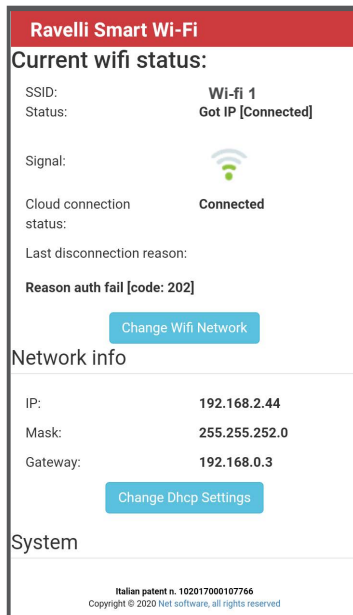 Ravelli Smart Wi-Fi
Current wifi status:
SSID: Wi-fi 1
Status: Got IP [Connected]
Signal:
Cloud connection Connected
status:
Last disconnection reason:
Reason auth fail [code: 202]
Change Wifi Network
Network info
IP: 192.168.2.44
Mask: 255.255.252.0
Gateway: 192.168.0.3
Change Dhcp Settings
System
Italian patent n. 102017000107766
Copyright © 2020 Net software, all rights reserved